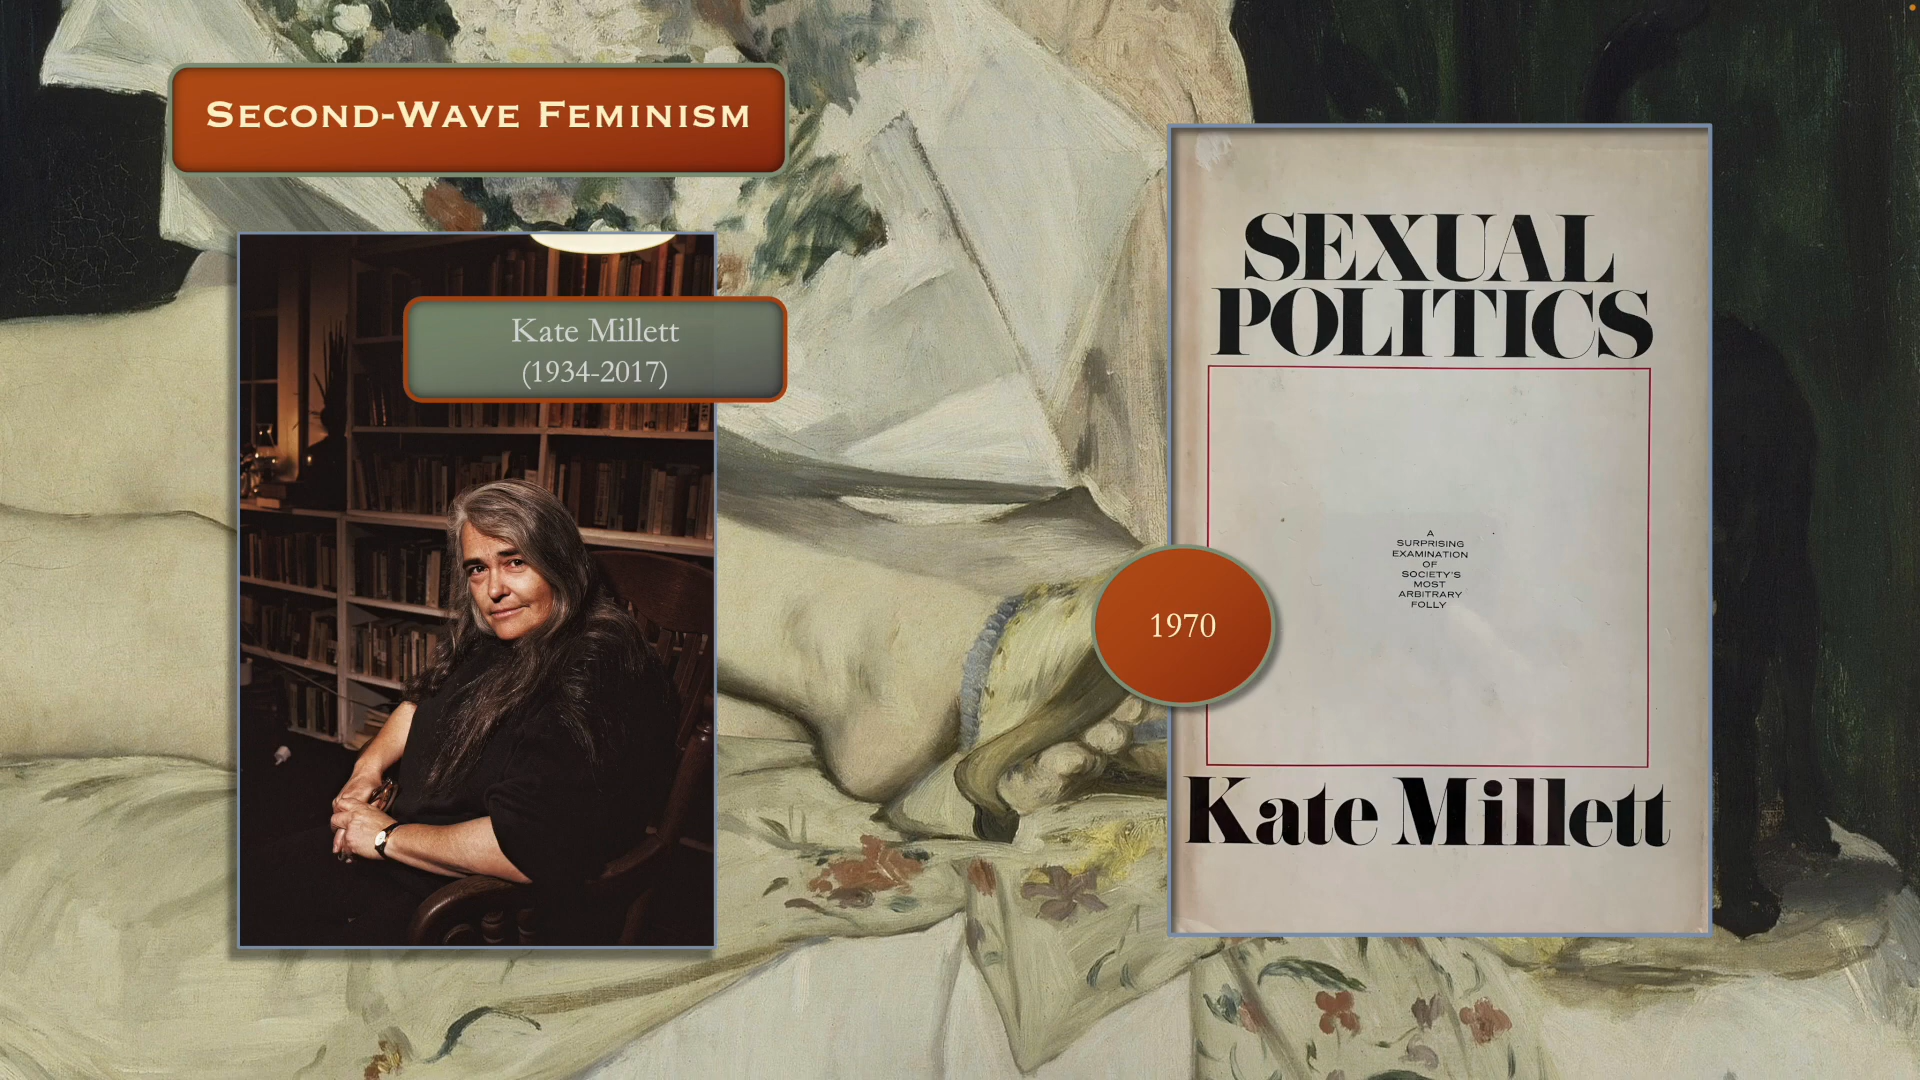 Second-Wave Feminism
Kate Millett
(1934-2017)
SEXUAL
POLITICS
A
SURPRISING
EXAMINATION
OF
SOCIETY'S
MOST
ARBITRARY
FOLLY
1970
Kate Millett